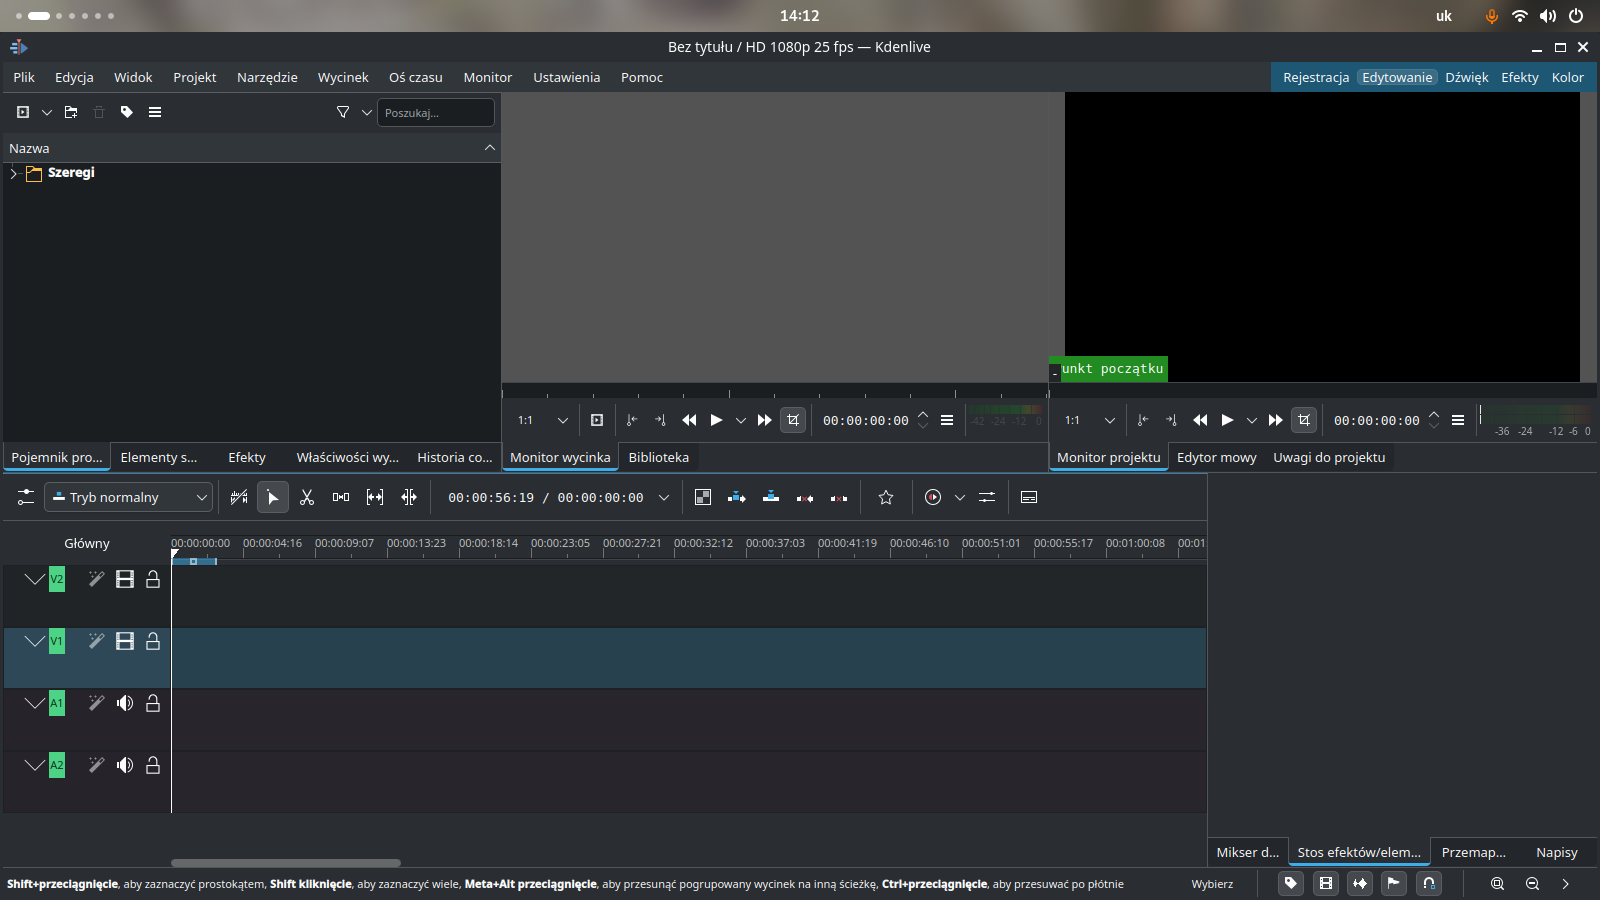 14:12
uk
Bez tytułu / HD 1080p 25 fps — Kdenlive
Plik Edycja Widok Projekt Narzędzie Wycinek Oś czasu Monitor Ustawienia Pomoc
Rejestracja Edytowanie Dźwięk Efekty Kolor
Poszukaj...
Nazwa
Szeregi
unkt początku
-
1:1
00:00:00:00
-42 -24 -12 0
1:1
00:00:00:00
-36 -24 -12 -6 0
Pojemnik pro... Elementy s... Efekty Właściwości wy... Historia co...
Monitor wycinka Biblioteka
Monitor projektu Edytor mowy Uwagi do projektu
Tryb normalny
00:00:56:19 / 00:00:00:00
Główny
00:00:00:00 00:00:04:16 00:00:09:07 00:00:13:23 00:00:18:14 00:00:23:05 00:00:27:21 00:00:32:12 00:00:37:03 00:00:41:19 00:00:46:10 00:00:51:01 00:00:55:17 00:01:00:08 00:01
V2
V1
A1
A2
Mikser d... Stos efektów/elem... Przemap... Napisy
Shift+przeciągnięcie, aby zaznaczyć prostokątem, Shift kliknięcie, aby zaznaczyć wiele, Meta+Alt przeciągnięcie, aby przesunąć pogrupowany wycinek na inną ścieżkę, Ctrl+przeciągnięcie, aby przesuwać po płótnie
Wybierz